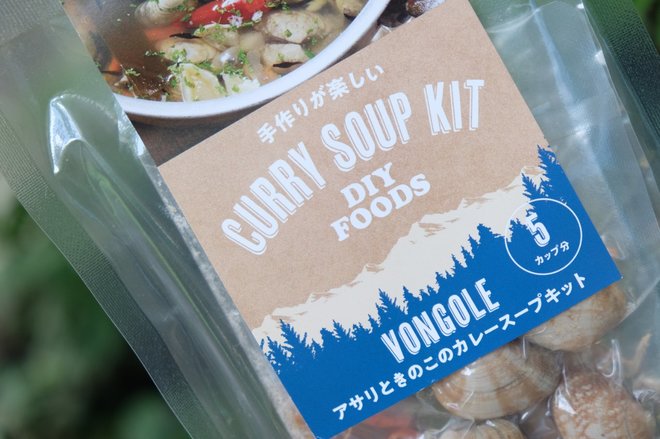 手作りが楽しい
CURRY SOUP KIT
DIY
FOODS
5
カップ分
VONGOLE
アサリときのこのカレースープキット